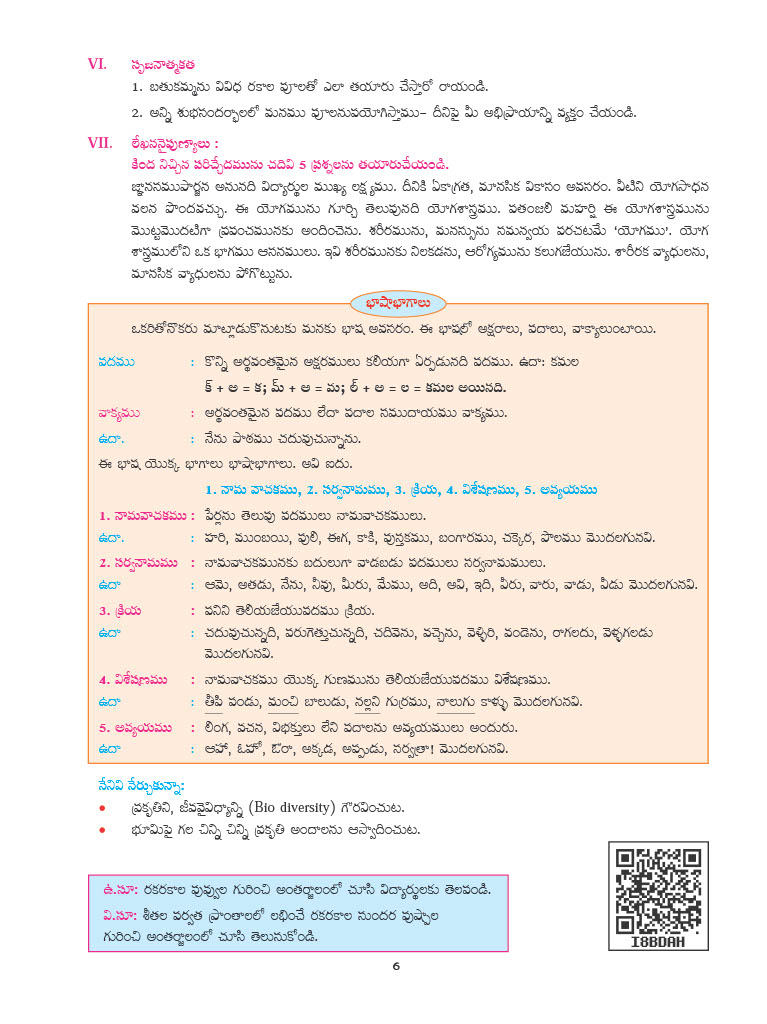 VI. సృజనాత్మకత
1. బతుకమ్మను వివిధ రకాల పూలతో ఎలా తయారు చేస్తారో రాయండి.
2. అన్ని శుభసందర్భాలలో మనము పూలనుపయోగిస్తాము– దీనిపై మీ అభిప్రాయాన్ని వ్యక్తం చేయండి.
VII. లేఖననైపుణ్యాలు :
కింద నిచ్చిన పరిచ్ఛేదమును చదివి 5 ప్రశ్నలను తయారుచేయండి.
జ్ఞానసముపార్జన అనునది విద్యార్థుల ముఖ్య లక్ష్యము. దీనికి ఏకాగ్రత, మానసిక వికాసం అవసరం. వీటిని యోగసాధన
వలన పొందవచ్చు. ఈ యోగమును గూర్చి తెలువునది యోగశాస్త్రము. పతంజలీ మహర్షి ఈ యోగశాస్త్రమును
మొట్టమొదటిగా ప్రపంచమునకు అందించెను. శరీరమును, మనస్సును సమన్వయ పరచటమే ‘యోగము’. యోగ
శాస్త్రములోని ఒక భాగము ఆసనములు. ఇవి శరీరమునకు నిలకడను, ఆరోగ్యమును కలుగజేయును. శారీరక వ్యాధులను,
మానసిక వ్యాధులను పోగొట్టును.
భాషాభాగాలు
ఒకరితోనొకరు మాట్లాడుకొనుటకు మనకు భాష అవసరం. ఈ భాషలో అక్షరాలు, పదాలు, వాక్యాలుంటాయి.
పదము : కొన్ని అర్థవంతమైన అక్షరములు కలియగా ఏర్పడునది పదము. ఉదా: కమల
క్ + అ = క; మ్ + అ = మ; ల్ + అ = ల = కమల అయినది.
వాక్యము : అర్థవంతమైన పదము లేదా పదాల సముదాయము వాక్యము.
ఉదా. : నేను పాఠము చదువుచున్నాను.
ఈ భాష యొక్క భాగాలు భాషాభాగాలు. అవి ఐదు.
1. నామ వాచకము, 2. సర్వనామము, 3. క్రియ, 4. విశేషణము, 5. అవ్యయము
1. నామవాచకము : పేర్లను తెలువు పదములు నామవాచకములు.
ఉదా. : హరి, ముంబయి, పులి, ఈగ, కాకి, పుస్తకము, బంగారము, చక్కెర, పొలము మొదలగునవి.
2. సర్వనామము : నామవాచకమునకు బదులుగా వాడబడు పదములు సర్వనామములు.
ఉదా : ఆమె, అతడు, నేను, నీవు, మీరు, మేము, అది, అవి, ఇది, వీరు, వారు, వాడు, వీడు మొదలగునవి.
3. క్రియ : పనిని తెలియజేయుపదము క్రియ.
ఉదా : చదువుచున్నది, పరుగెత్తుచున్నది, చదివెను, వచ్చెను, వెళ్ళిరి, వండెను, రాగలదు, వెళ్ళగలడు
మొదలగునవి.
4. విశేషణము : నామవాచకము యొక్క గుణమును తెలియజేయుపదము విశేషణము.
ఉదా : తీపి పండు, మంచి బాలుడు, నల్లని గుర్రము, నాలుగు కాళ్ళు మొదలగునవి.
5. అవ్యయము : లింగ, వచన, విభక్తులు లేని పదాలను అవ్యయములు అందురు.
ఉదా : ఆహా, ఓహో, ఔరా, అక్కడ, అప్పుడు, సర్వత్రా! మొదలగునవి.
నేనివి నేర్చుకున్నా:
• ప్రకృతిని, జీవవైవిధ్యాన్ని (Bio diversity) గౌరవించుట.
• భూమిపై గల చిన్ని చిన్ని ప్రకృతి అందాలను ఆస్వాదించుట.
ఉ.సూ: రకరకాల పువ్వుల గురించి అంతర్జాలంలో చూసి విద్యార్థులకు తెలపండి.
వి.సూ: శీతల పర్వత ప్రాంతాలలో లభించే రకరకాల సుందర పుష్పాల
గురించి అంతర్జాలంలో చూసి తెలుసుకోండి.
I8BDAH
6